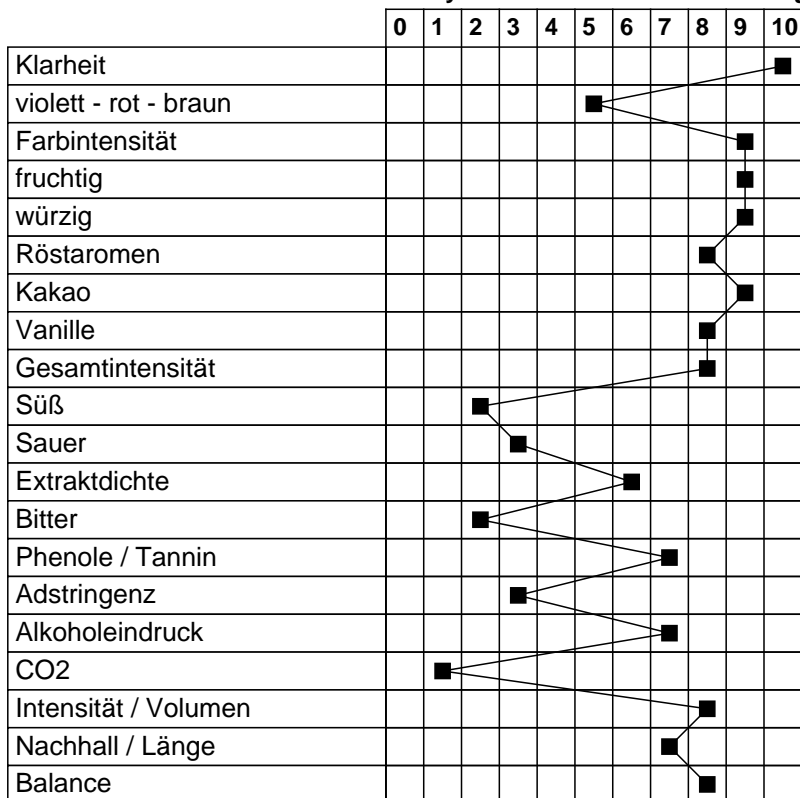 0 1 2 3 4 5 6 7 8 9 10
Klarheit
violett - rot - braun
Farbintensität
fruchtig
würzig
Röstaromen
Kakao
Vanille
Gesamtintensität
Süß
Sauer
Extraktdichte
Bitter
Phenole / Tannin
Adstringenz
Alkoholeindruck
CO2
Intensität / Volumen
Nachhall / Länge
Balance